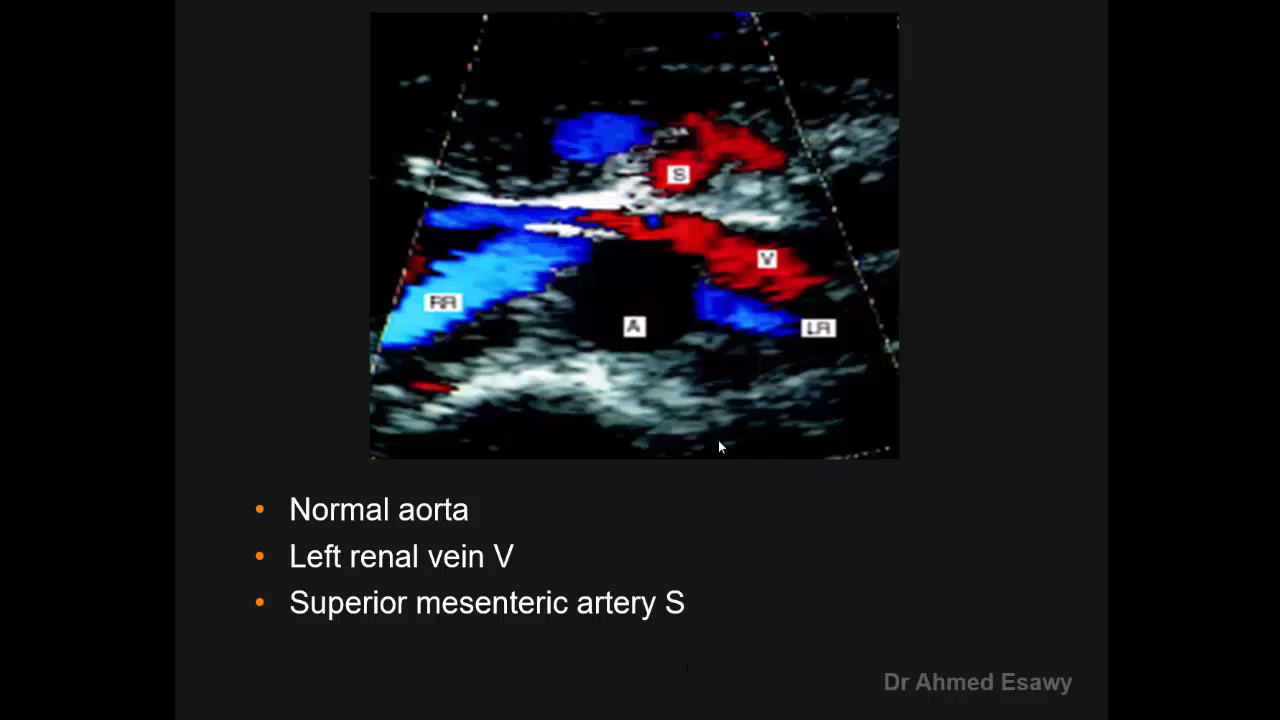 S
V
RR
A
LR
• Normal aorta
• Left renal vein V
• Superior mesenteric artery S
Dr Ahmed Esawy